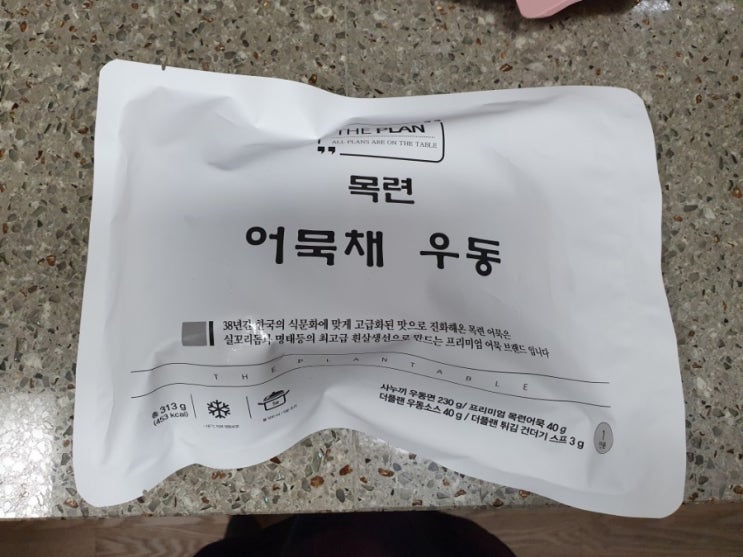 THE PLAN
ALL PLANS ARE ON THE TABLE
목련
어묵채 우동
38년간 한국의 식문화에 맞게 고급화된 맛으로 진화해온 목련 어묵은
실꼬리돔, 명태등의 최고급 흰살생선으로 만드는 프리미엄 어묵 브랜드 입니다
THE PLAN TABLE
총 313 g
(453 kcal)
사누끼 우동면 230 g / 프리미엄 목련어묵 40 g
더플랜 우동소스 40 g / 더플랜 튀김 건더기 스프 3 g